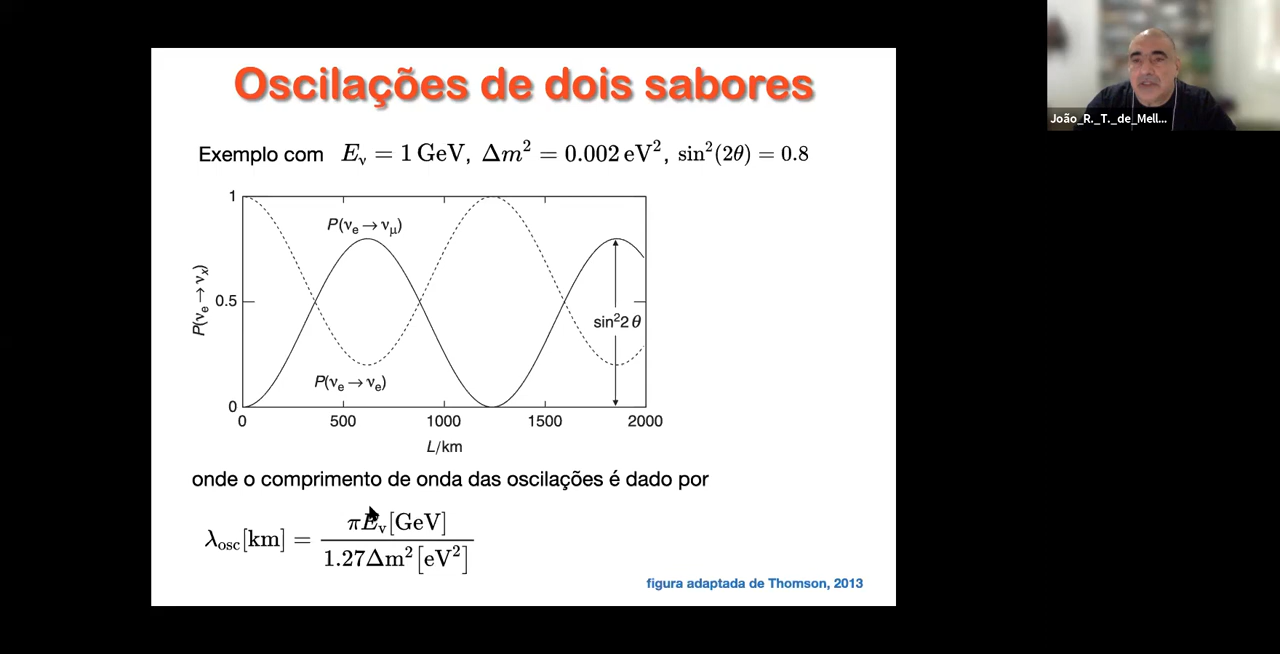 Oscilações de dois sabores
Exemplo com E_ν = 1 GeV, Δm² = 0.002 eV², sin²(2θ) = 0.8
1
P(ν_e → ν_μ)
P(ν_e → ν_x)
0.5
sin²2θ
P(ν_e → ν_e)
0
0 500 1000 1500 2000
L/km
onde o comprimento de onda das oscilações é dado por
λ_osc[km] = πE_ν[GeV] / 1.27Δm²[eV²]
figura adaptada de Thomson, 2013
João_R._T._de_Mell...